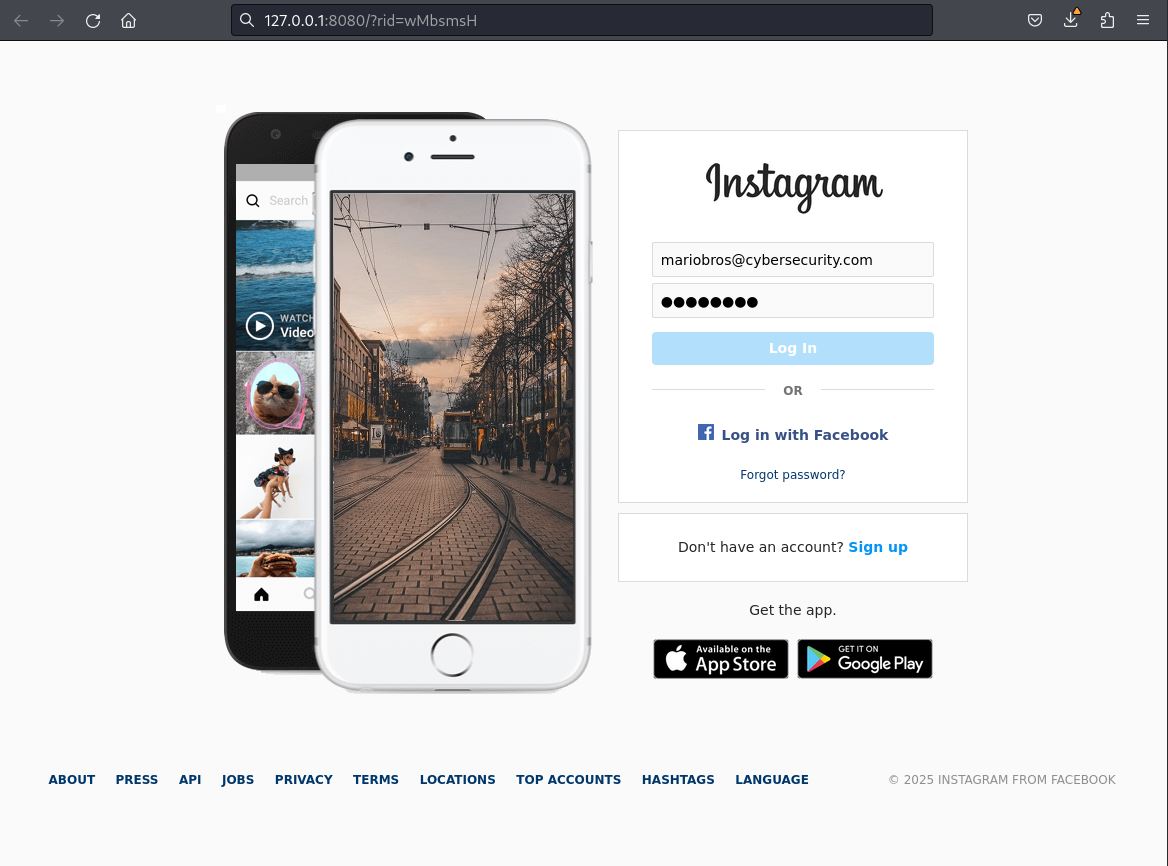 127.0.0.1:8080/?rid=wMbsmsH
Search
WATCH
Video
Instagram
mariobros@cybersecurity.com
●●●●●●●●
Log In
OR
Log in with Facebook
Forgot password?
Don't have an account? Sign up
Get the app.
Available on the
App Store
GET IT ON
Google Play
ABOUT PRESS API JOBS PRIVACY TERMS LOCATIONS TOP ACCOUNTS HASHTAGS LANGUAGE © 2025 INSTAGRAM FROM FACEBOOK